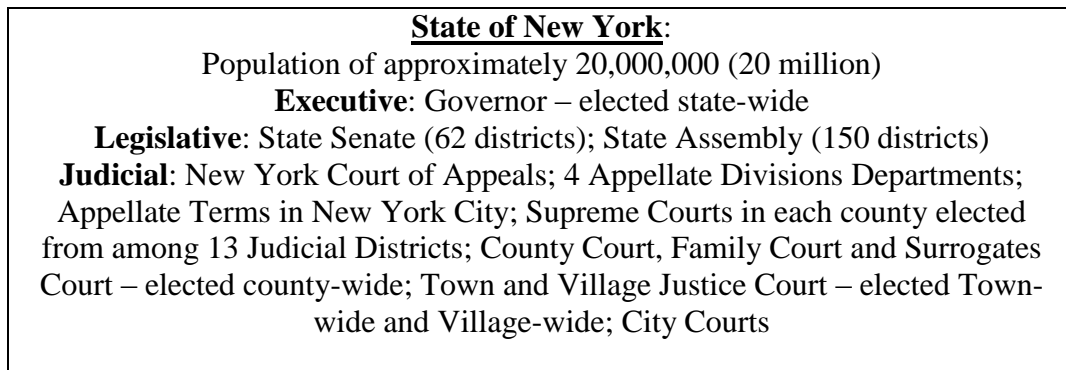 State of New York:
Population of approximately 20,000,000 (20 million)
Executive: Governor – elected state-wide
Legislative: State Senate (62 districts); State Assembly (150 districts)
Judicial: New York Court of Appeals; 4 Appellate Divisions Departments;
Appellate Terms in New York City; Supreme Courts in each county elected
from among 13 Judicial Districts; County Court, Family Court and Surrogates
Court – elected county-wide; Town and Village Justice Court – elected Town-
wide and Village-wide; City Courts